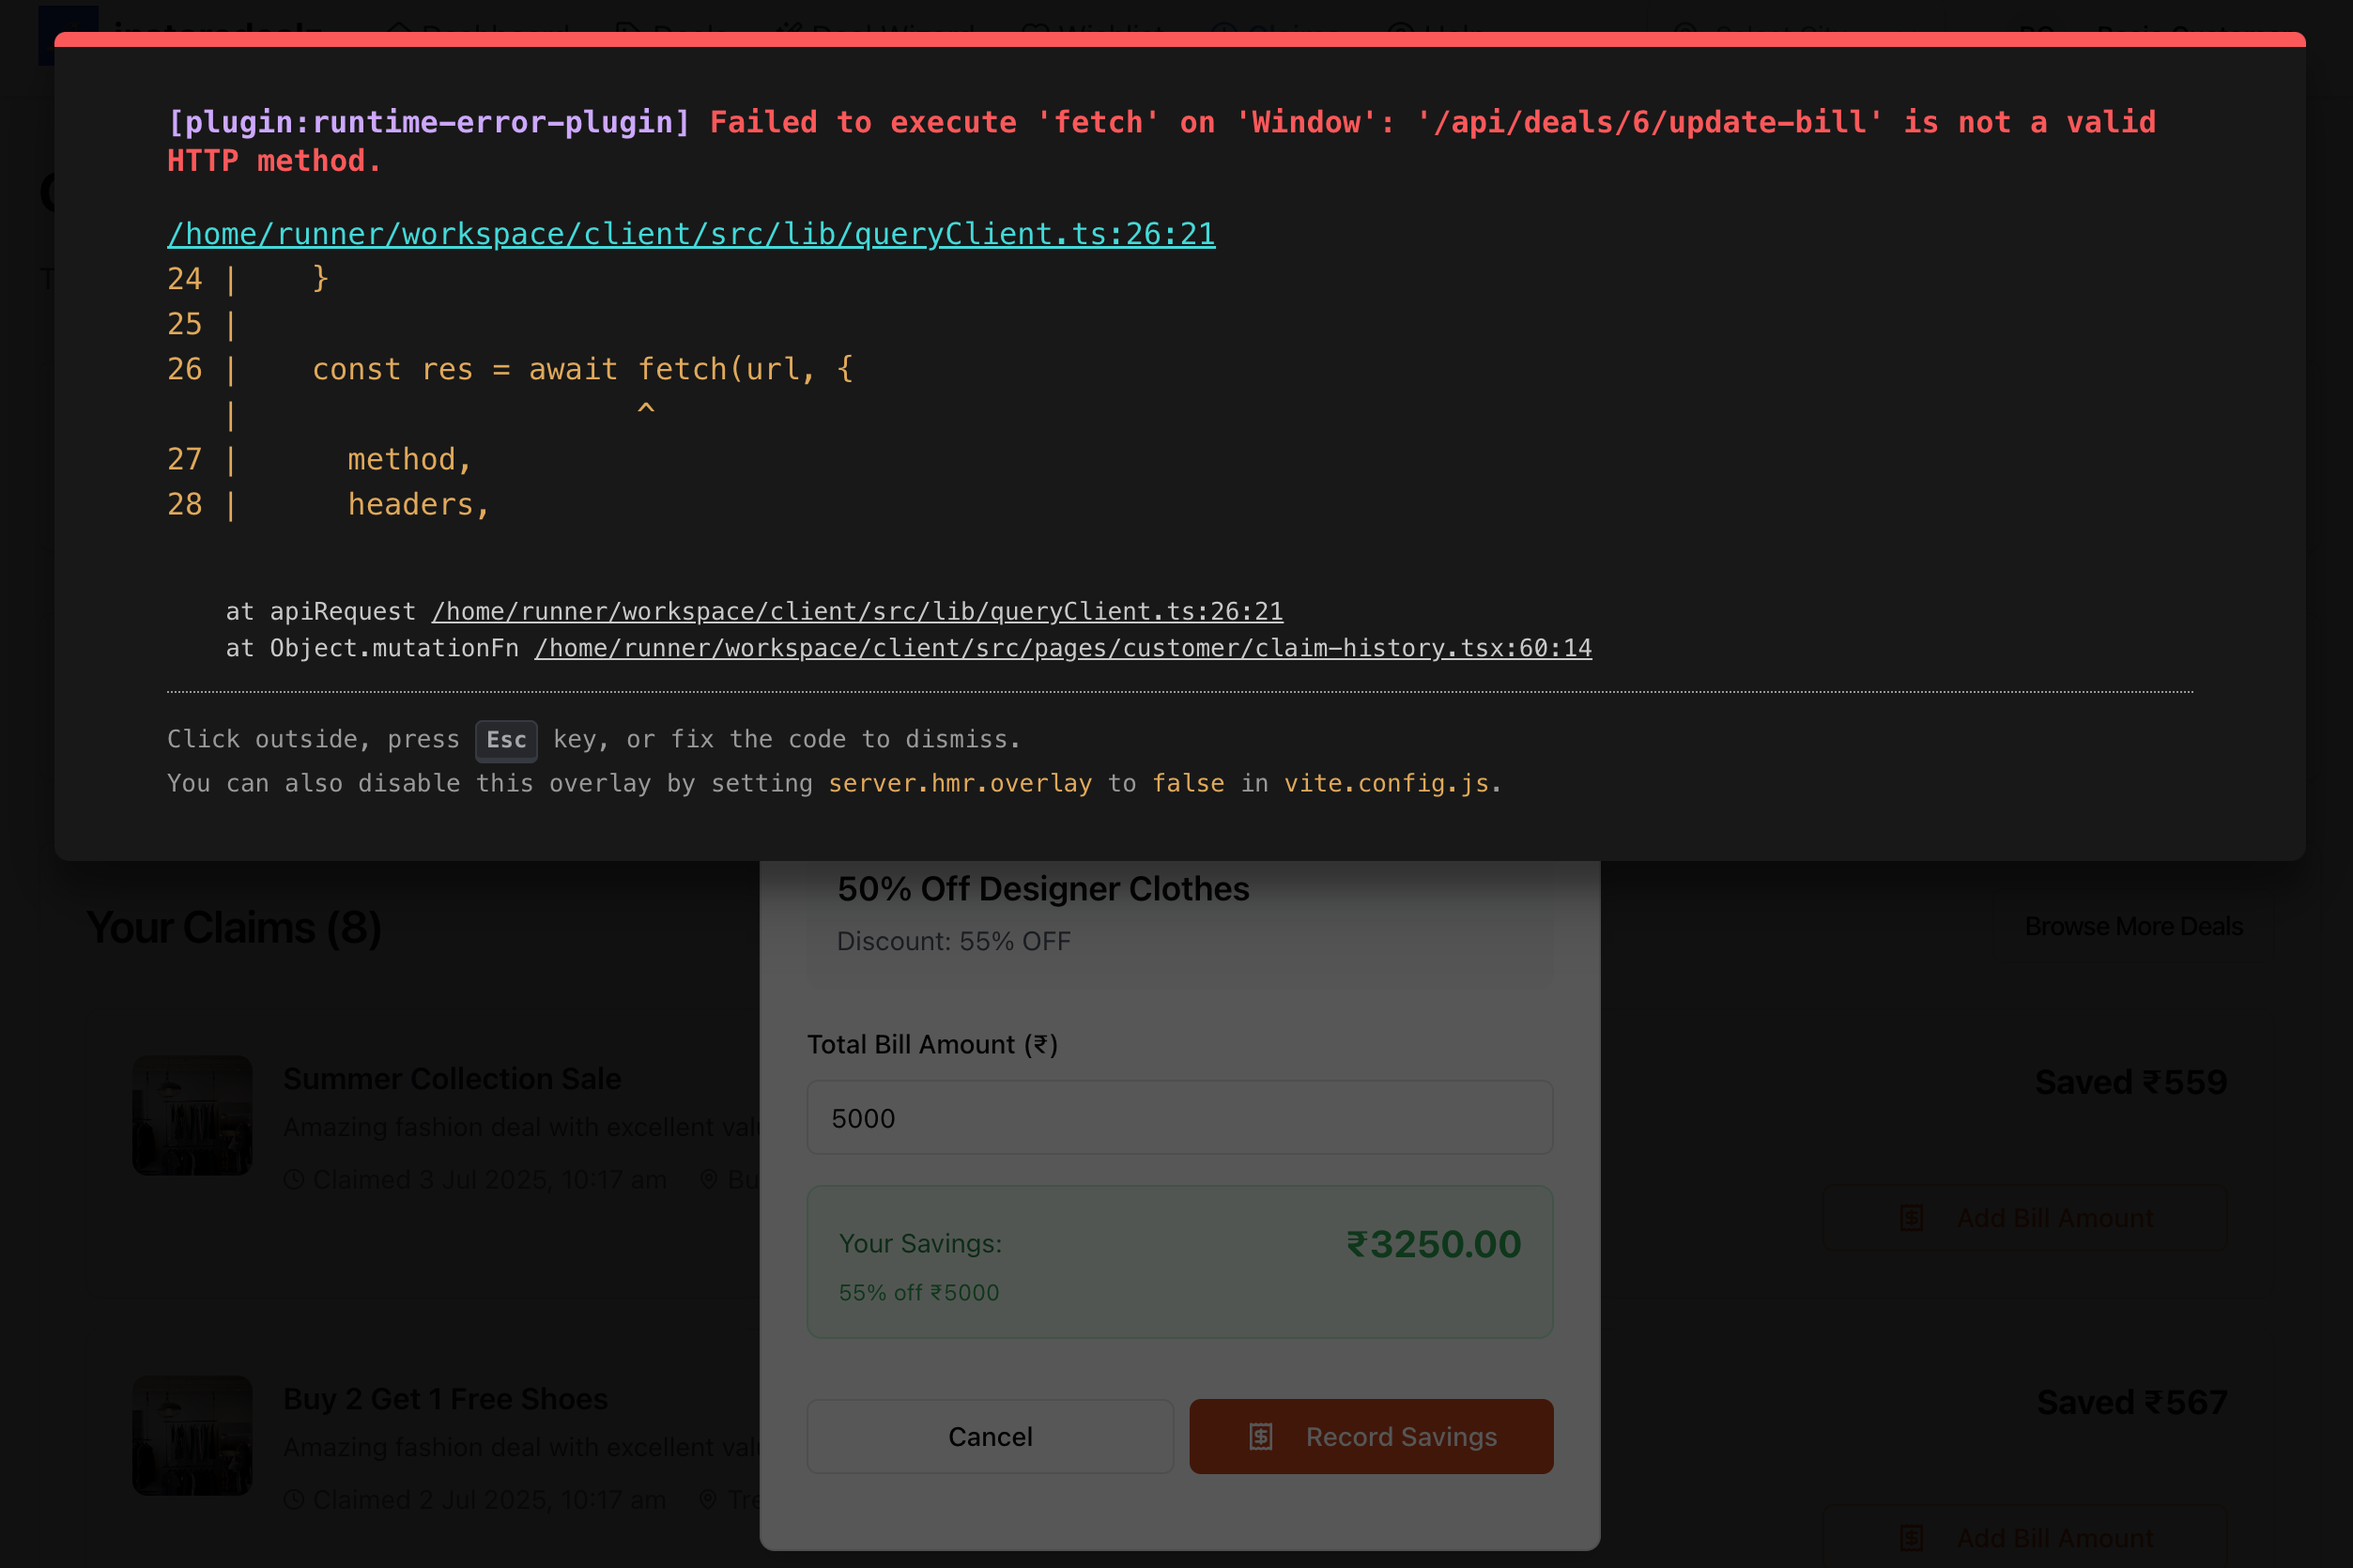 [plugin:runtime-error-plugin] Failed to execute 'fetch' on 'Window': '/api/deals/6/update-bill' is not a valid
HTTP method.
/home/runner/workspace/client/src/lib/queryClient.ts:26:21
24 |    }
25 |
26 |    const res = await fetch(url, {
   |                      ^
27 |      method,
28 |      headers,
at apiRequest /home/runner/workspace/client/src/lib/queryClient.ts:26:21
at Object.mutationFn /home/runner/workspace/client/src/pages/customer/claim-history.tsx:60:14
Click outside, press Esc key, or fix the code to dismiss.
You can also disable this overlay by setting server.hmr.overlay to false in vite.config.js.
50% Off Designer Clothes
Discount: 55% OFF
Your Claims (8)
Browse More Deals
Total Bill Amount (₹)
5000
Your Savings:
₹3250.00
55% off ₹5000
Cancel
Record Savings
Summer Collection Sale
Amazing fashion deal with excellent val
Claimed 3 Jul 2025, 10:17 am
Bu
Saved ₹559
Add Bill Amount
Buy 2 Get 1 Free Shoes
Amazing fashion deal with excellent val
Claimed 2 Jul 2025, 10:17 am
Tre
Saved ₹567
Add Bill Amount